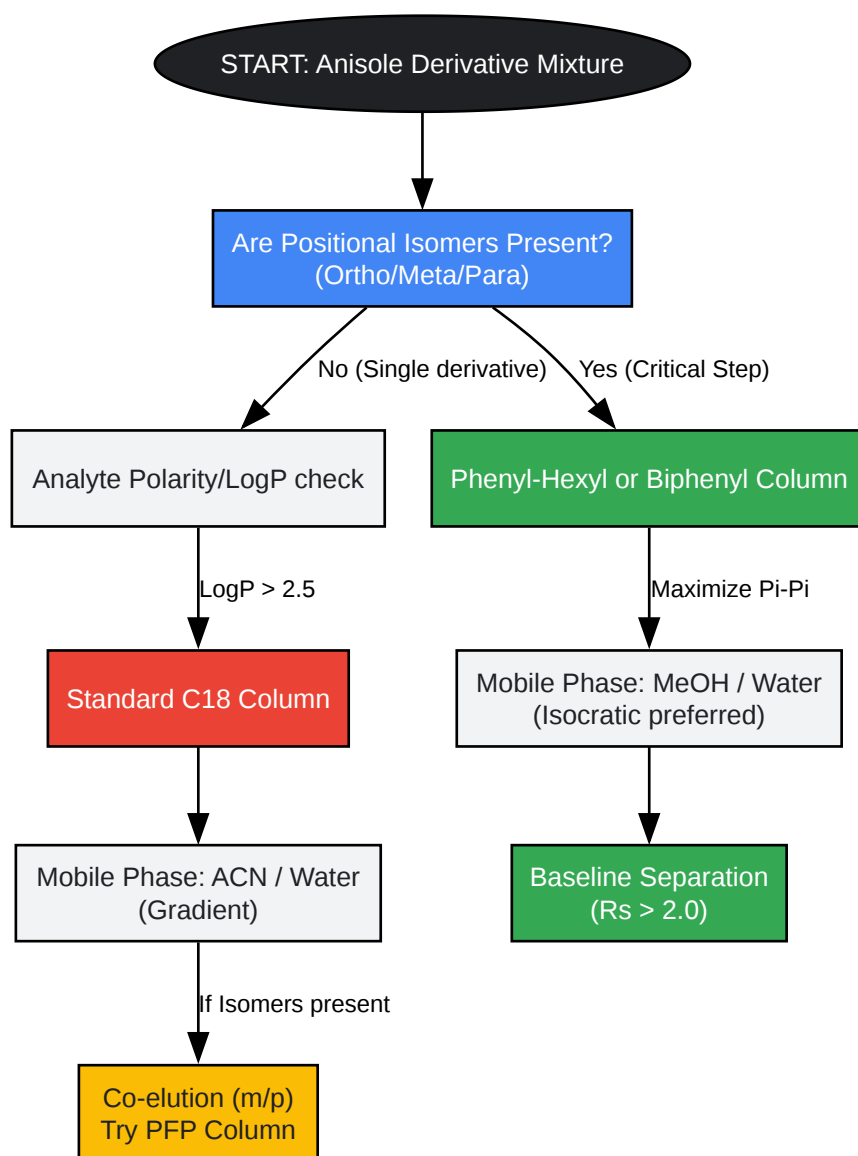 START: Anisole Derivative Mixture
Are Positional Isomers Present?
(Ortho/Meta/Para)
No (Single derivative)
Yes (Critical Step)
Analyte Polarity/LogP check
Phenyl-Hexyl or Biphenyl Column
LogP > 2.5
Maximize Pi-Pi
Standard C18 Column
Mobile Phase: MeOH / Water
(Isocratic preferred)
Mobile Phase: ACN / Water
(Gradient)
Baseline Separation
(Rs > 2.0)
If Isomers present
Co-elution (m/p)
Try PFP Column